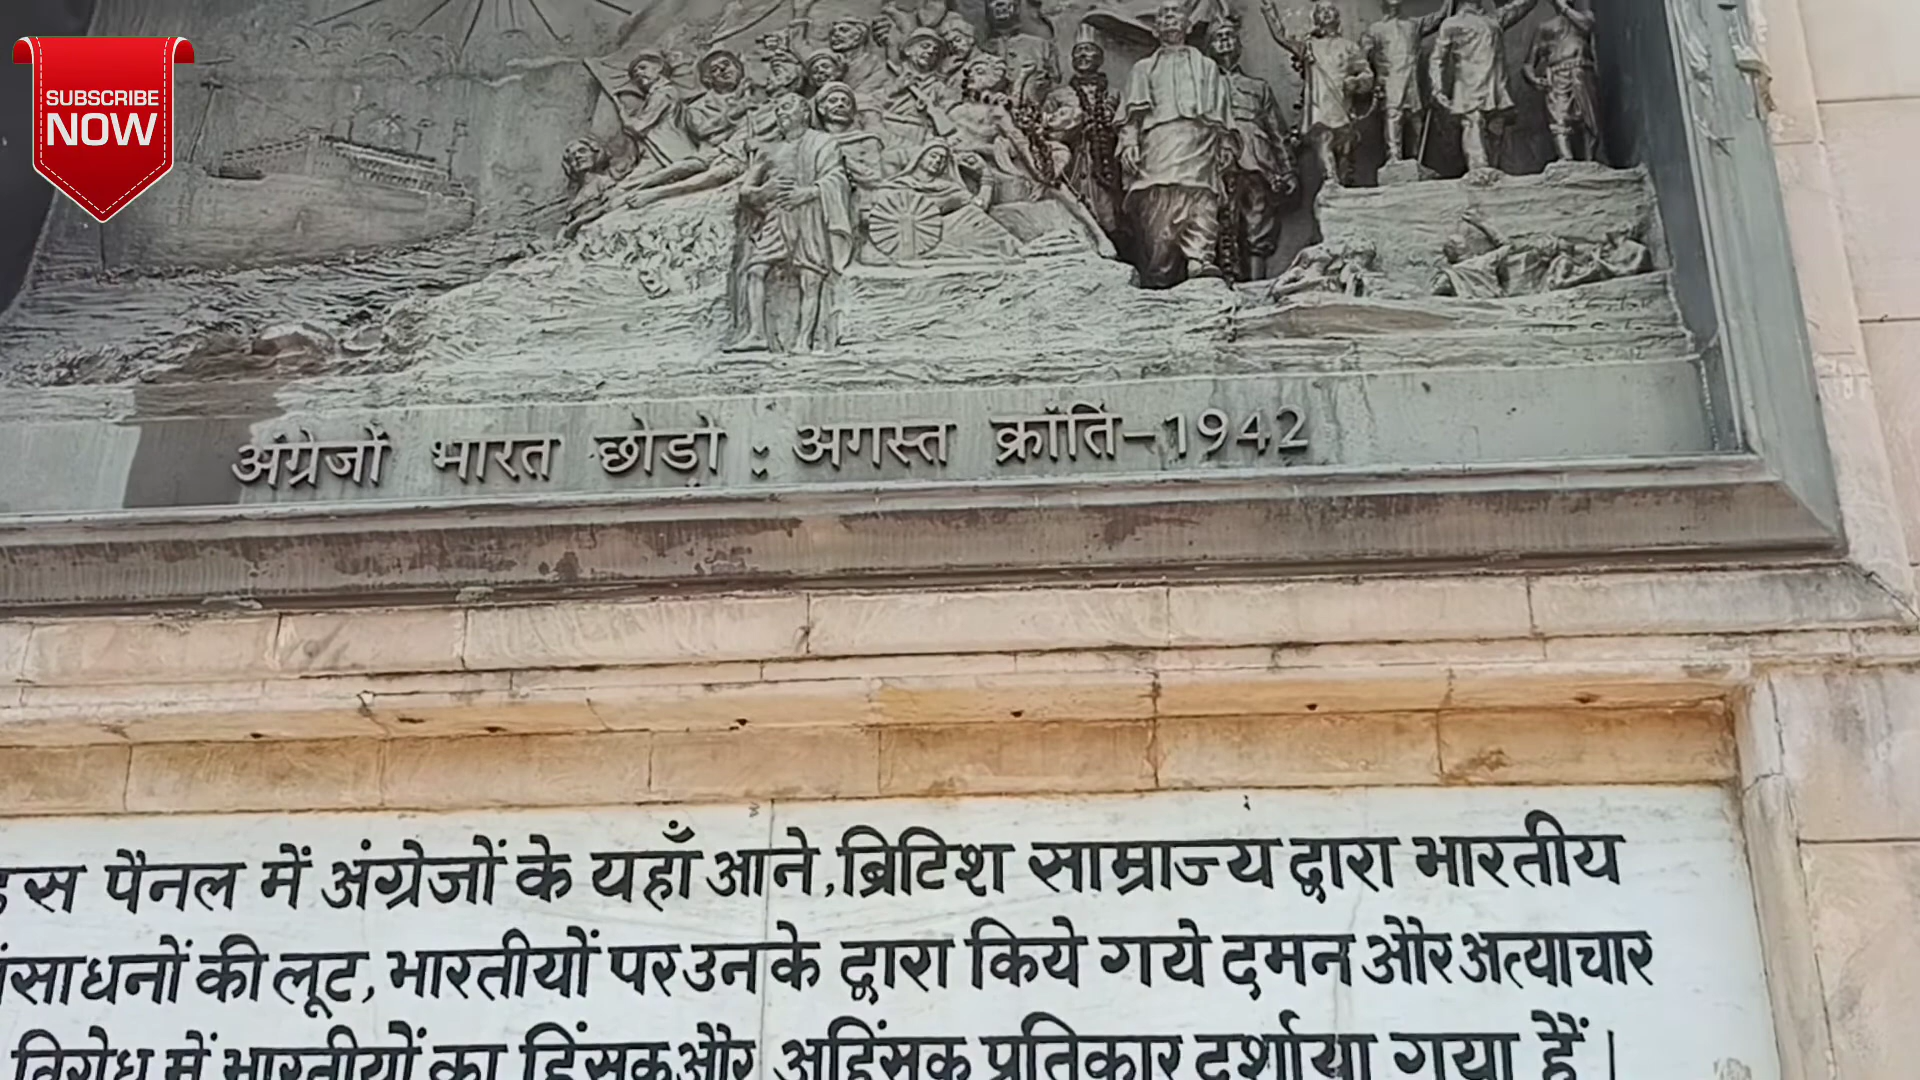 SUBSCRIBE
NOW
अंग्रेजों भारत छोड़ो : अगस्त क्रॉति-1942
इस पैनल में अंग्रेजों के यहाँ आने, ब्रिटिश साम्राज्य द्वारा भारतीय
संसाधनों की लूट, भारतीयों पर उनके द्वारा किये गये दमन और अत्याचार
विरोध में भारतीयों का हिंसक और अहिंसक प्रतिकार दर्शाया गया हैं।